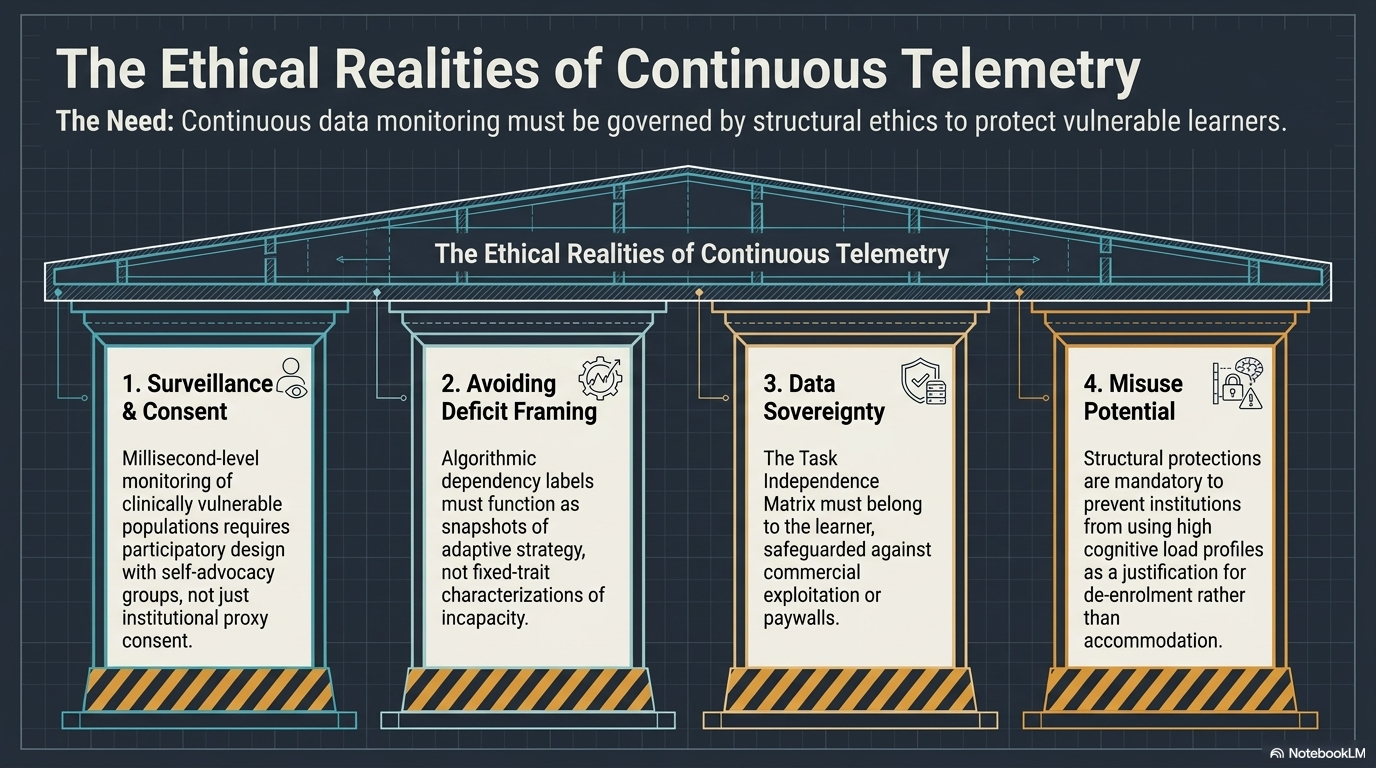 The Ethical Realities of Continuous Telemetry
The Need: Continuous data monitoring must be governed by structural ethics to protect vulnerable learners.
The Ethical Realities of Continuous Telemetry
1. Surveillance
& Consent
Millisecond-level
monitoring of
clinically vulnerable
populations requires
participatory design
with self-advocacy
groups, not just
institutional proxy
consent.
2. Avoiding
Deficit Framing
Algorithmic
dependency labels
must function as
snapshots of
adaptive strategy,
not fixed-trait
characterizations of
incapacity.
3. Data
Sovereignty
The Task
Independence
Matrix must belong
to the learner,
safeguarded against
commercial
exploitation or
paywalls.
4. Misuse
Potential
Structural protections
are mandatory to
prevent institutions
from using high
cognitive load profiles
as a justification for
de-enrolment rather
than
accommodation.
NotebookLM